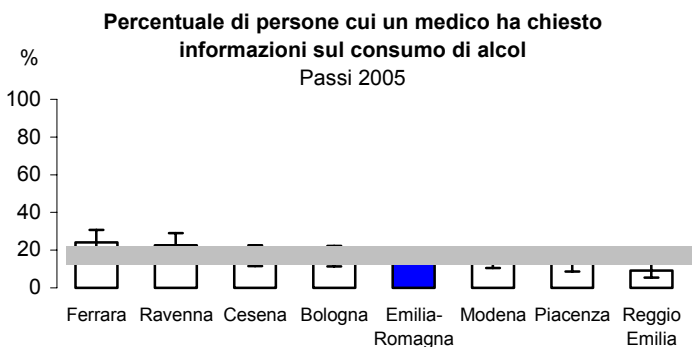 Percentuale di persone cui un medico ha chiesto
informazioni sul consumo di alcol
Passi 2005
%
100
80
60
40
20
0
Ferrara Ravenna Cesena Bologna Emilia- Modena Piacenza Reggio
Romagna Emilia